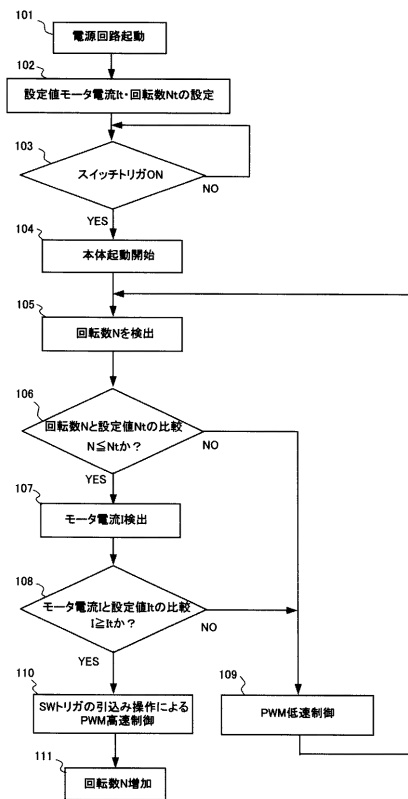 101
電源回路起動
102
設定値モータ電流It・回転数Ntの設定
103
スイッチトリガON
NO
YES
104
本体起動開始
105
回転数Nを検出
106
回転数Nと設定値Ntの比較
N≦Ntか？
NO
YES
107
モータ電流I検出
108
モータ電流Iと設定値Itの比較
I≧Itか？
NO
YES
110
SWトリガの引込み操作による
PWM高速制御
109
PWM低速制御
111
回転数N増加